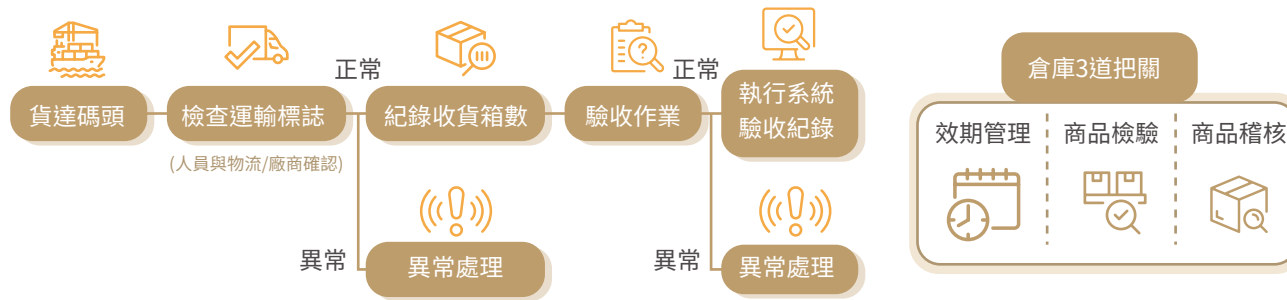 貨達碼頭
檢查運輸標誌
(人員與物流/廠商確認)
正常
紀錄收貨箱數
異常
異常處理
驗收作業
正常
執行系統
驗收紀錄
異常
異常處理
倉庫3道把關
效期管理
商品檢驗
商品稽核